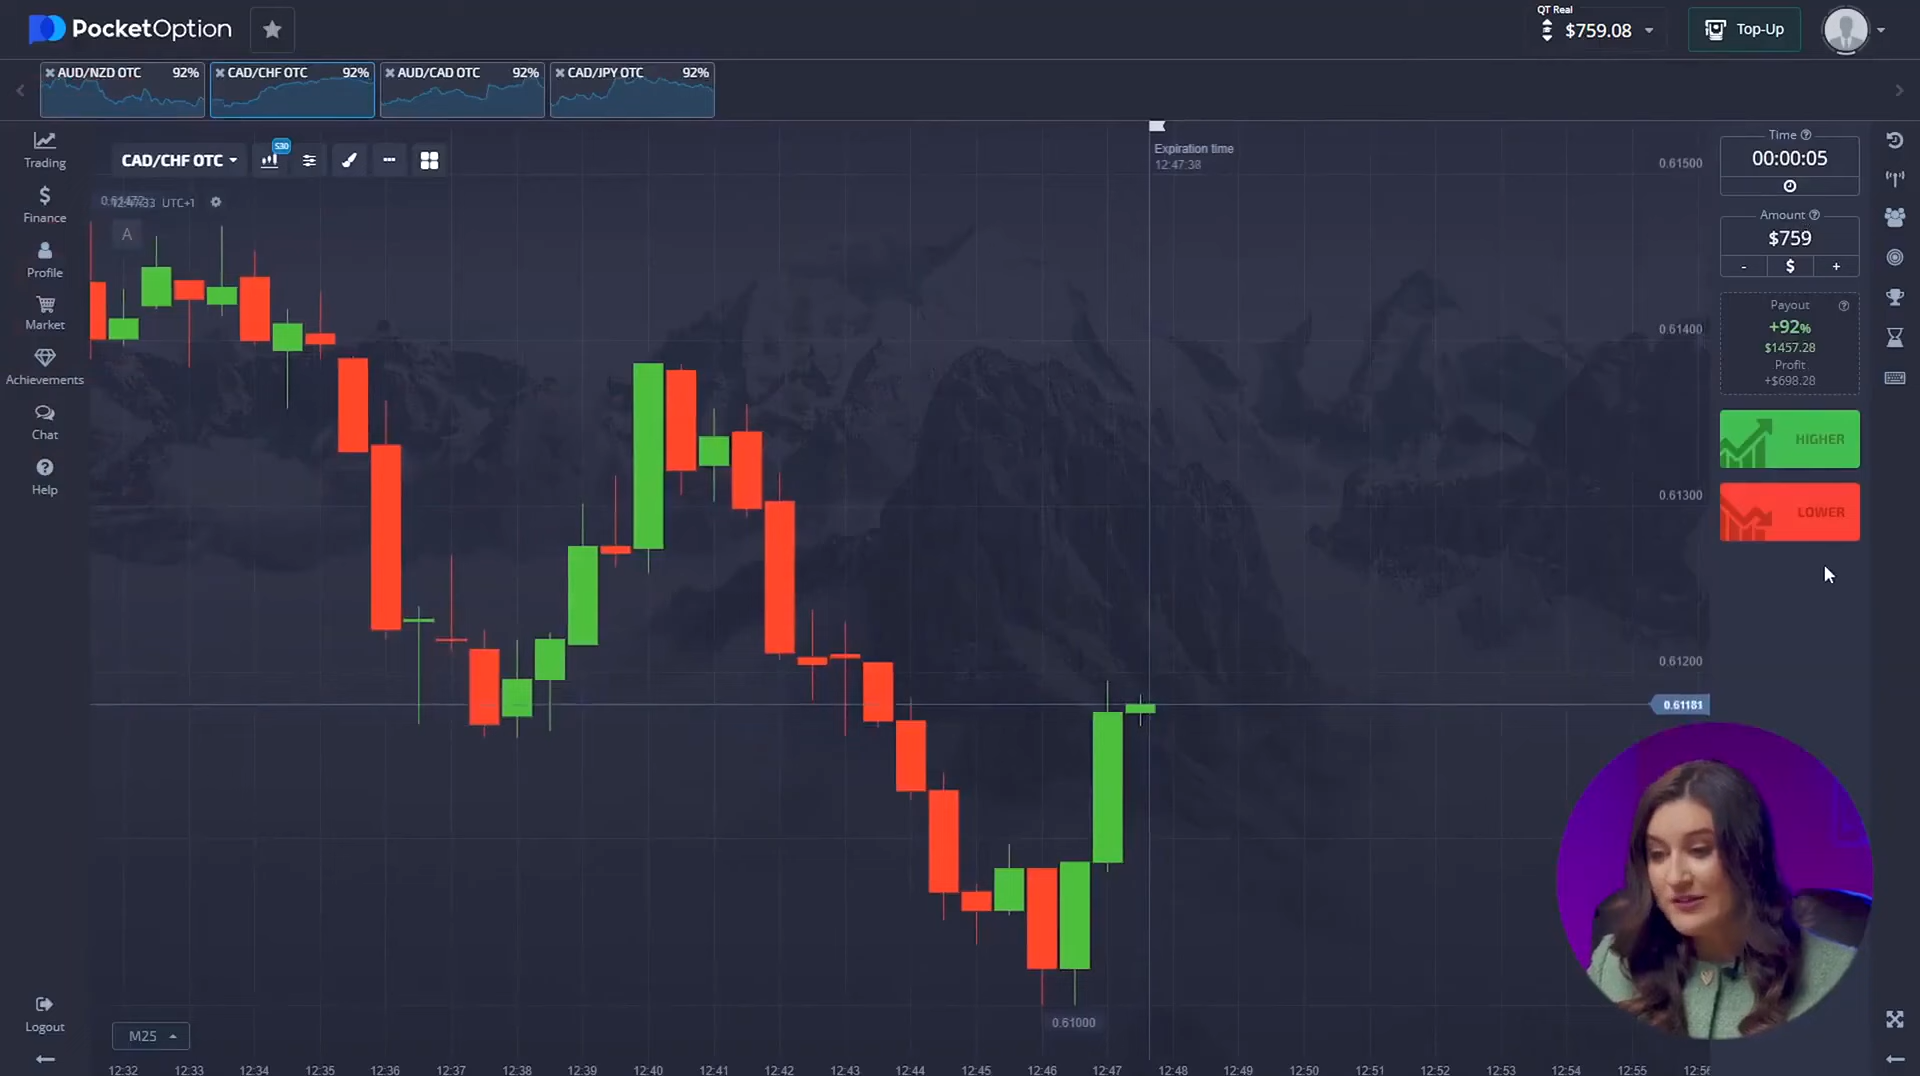 PocketOption
QT Real
$759.08
Top-Up
AUD/NZD OTC 92%
CAD/CHF OTC 92%
AUD/CAD OTC 92%
CAD/JPY OTC 92%
Trading
Finance
Profile
Market
Achievements
Chat
Help
Logout
CAD/CHF OTC
S30
UTC+1
A
Expiration time
12:47:38
0.61500
0.61400
0.61300
0.61200
0.61181
0.61000
Time
00:00:05
Amount
$759
- $ +
Payout
+92%
$1457.28
Profit
+$698.28
HIGHER
LOWER
M25
12:32 12:33 12:34 12:35 12:36 12:37 12:38 12:39 12:40 12:41 12:42 12:43 12:44 12:45 12:46 12:47 12:48 12:49 12:50 12:51 12:52 12:53 12:54 12:55 12:56